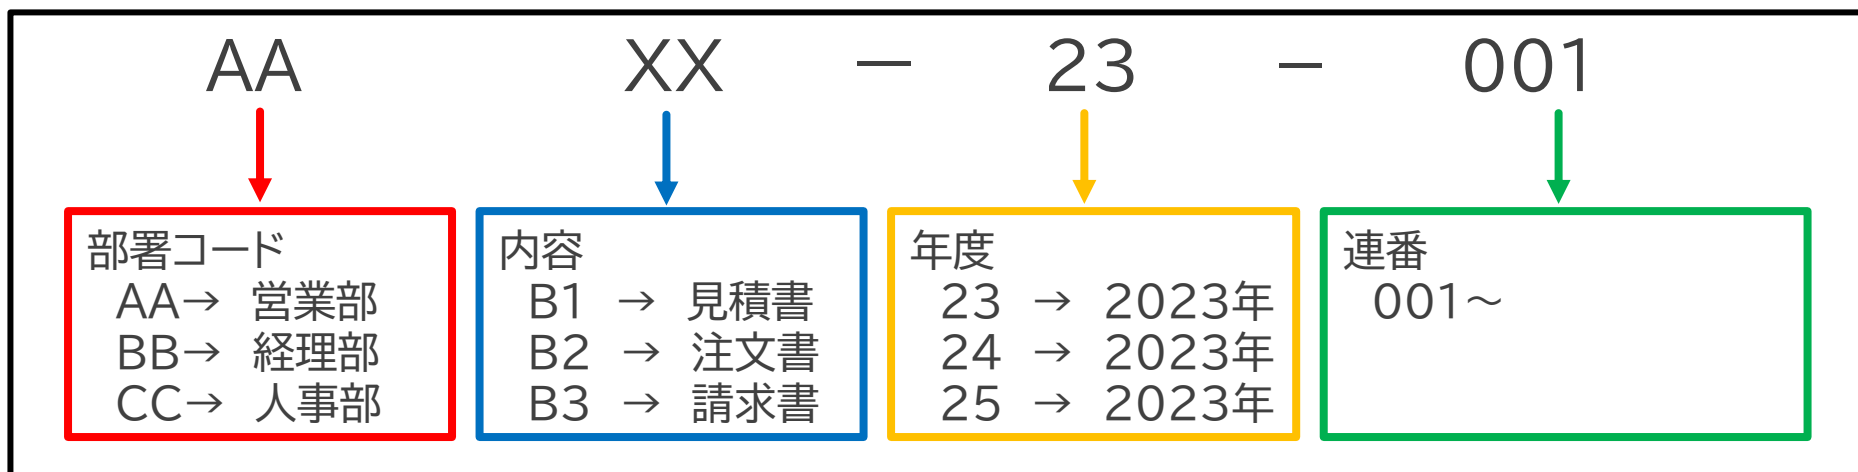 AA XX － 23 － 001
部署コード
AA→ 営業部
BB→ 経理部
CC→ 人事部
内容
B1 → 見積書
B2 → 注文書
B3 → 請求書
年度
23 → 2023年
24 → 2023年
25 → 2023年
連番
001～